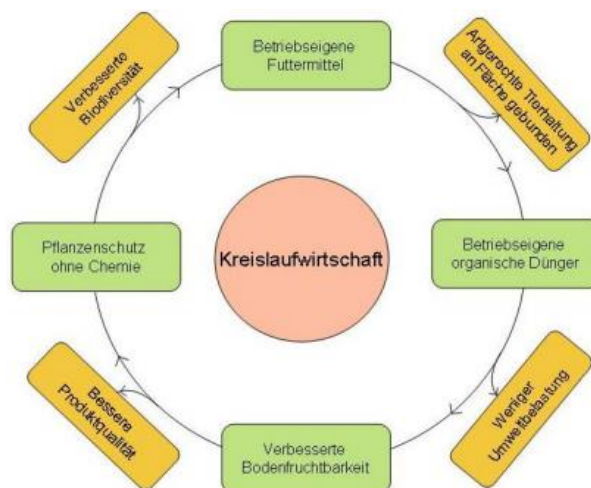 Verbesserte
Biodiversität
Betriebseigene
Futtermittel
Artgerechte Tierhaltung
an Fläche gebunden
Pflanzenschutz
ohne Chemie
Kreislaufwirtschaft
Betriebseigene
organische Dünger
Bessere
Produktqualität
Verbesserte
Bodenfruchtbarkeit
Weniger
Umweltbelastung